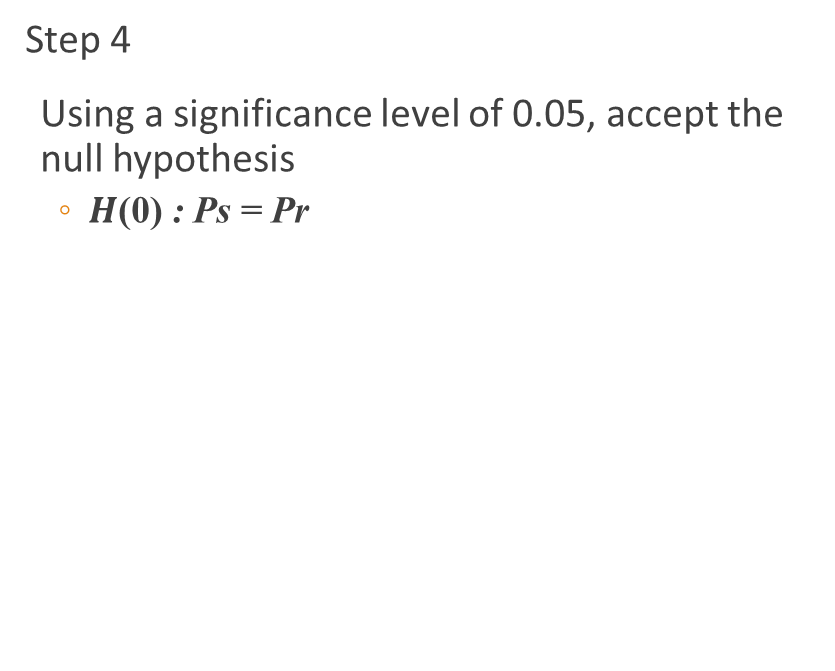 Step 4
Using a significance level of 0.05, accept the
null hypothesis
◦ H(0) : Ps = Pr